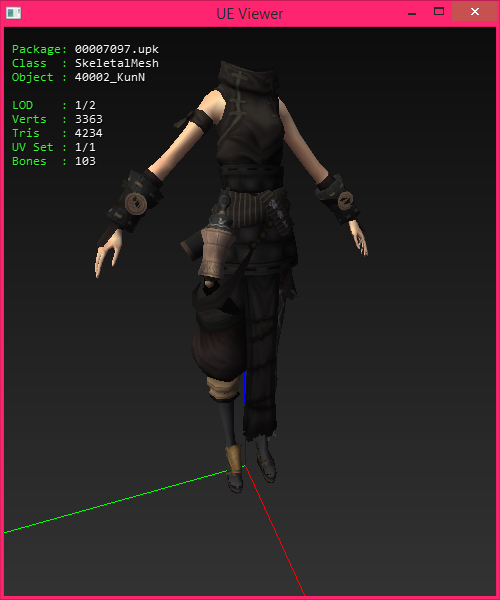 UE Viewer
Package: 00007097.upk
Class : SkeletalMesh
Object : 40002_KunN
LOD : 1/2
Verts : 3363
Tris : 4234
UV Set : 1/1
Bones : 103